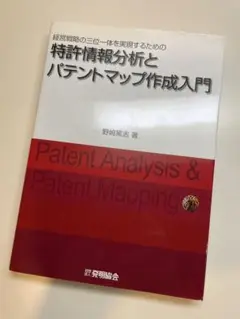 経営戦略の三位一体を実現するための
特許情報分析と
パテントマップ作成入門
野崎篤志 著
Patent Analysis &
Patent Mapping
発明協会